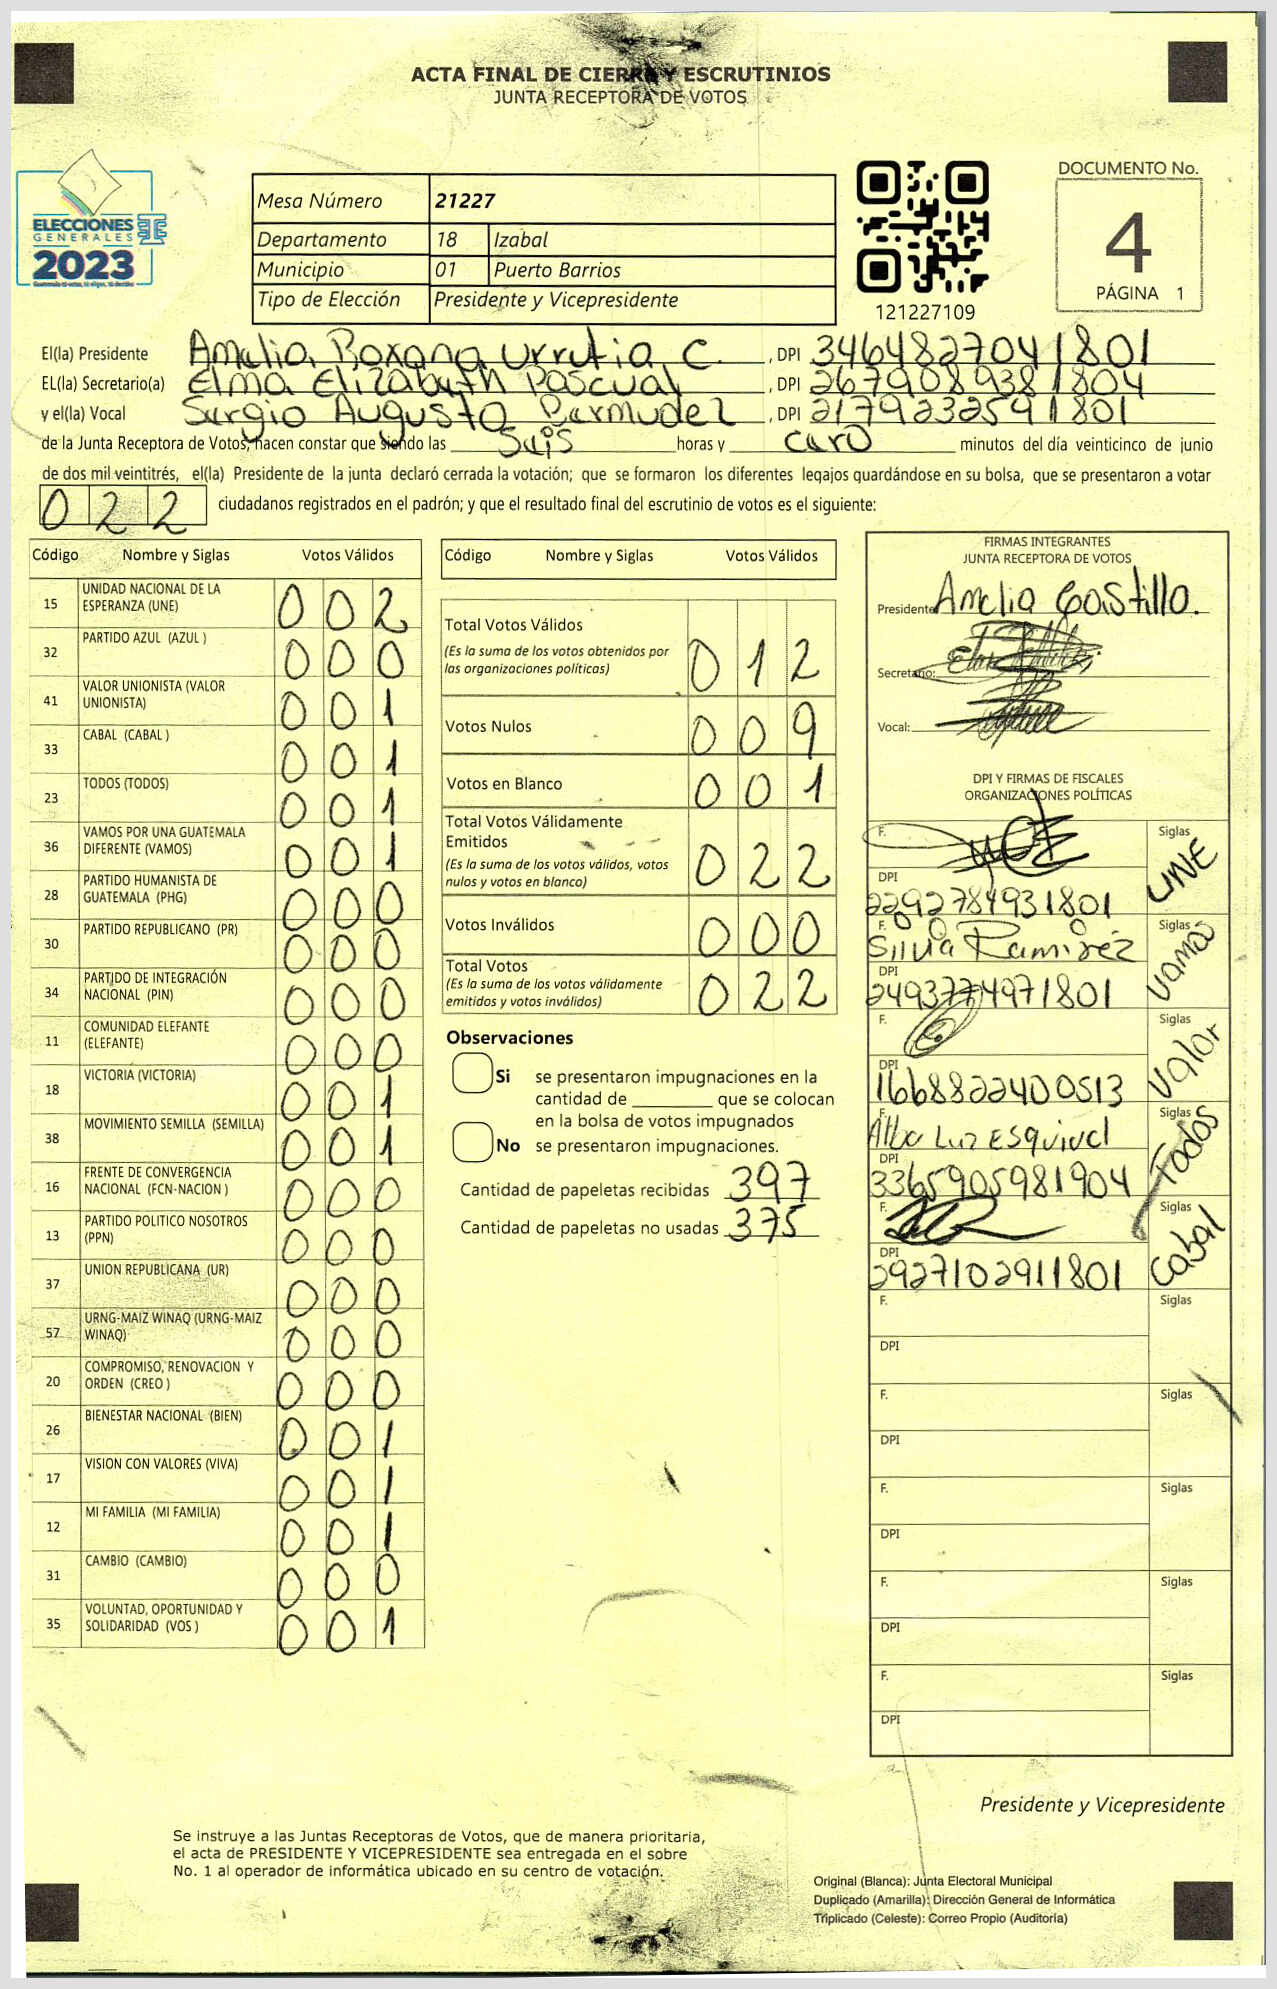 ACTA FINAL DE CIERRE Y ESCRUTINIOS
JUNTA RECEPTORA DE VOTOS
ELECCIONES
GENERALES
2023
Mesa Número 21227
Departamento 18 Izabal
Municipio 01 Puerto Barrios
Tipo de Elección Presidente y Vicepresidente
121227109
DOCUMENTO No.
4
PÁGINA 1
El(la) Presidente Amelia Roxana Urrutia C. , DPI 3464827041801
EL(la) Secretario(a) Elma Elizabeth Pascual , DPI 2679089381804
y el(la) Vocal Sergio Augusto Bermudez , DPI 2179232591801
de la Junta Receptora de Votos, hacen constar que siendo las Seis horas y cero minutos del día veinticinco de junio
de dos mil veintitrés, el(la) Presidente de la junta declaró cerrada la votación; que se formaron los diferentes legajos guardándose en su bolsa, que se presentaron a votar
022 ciudadanos registrados en el padrón; y que el resultado final del escrutinio de votos es el siguiente:
Código Nombre y Siglas Votos Válidos
15 UNIDAD NACIONAL DE LA ESPERANZA (UNE) 002
32 PARTIDO AZUL (AZUL ) 000
41 VALOR UNIONISTA (VALOR UNIONISTA) 001
33 CABAL (CABAL ) 001
23 TODOS (TODOS) 001
36 VAMOS POR UNA GUATEMALA DIFERENTE (VAMOS) 001
28 PARTIDO HUMANISTA DE GUATEMALA (PHG) 000
30 PARTIDO REPUBLICANO (PR) 000
34 PARTIDO DE INTEGRACIÓN NACIONAL (PIN) 000
11 COMUNIDAD ELEFANTE (ELEFANTE) 000
18 VICTORIA (VICTORIA) 001
38 MOVIMIENTO SEMILLA (SEMILLA) 001
16 FRENTE DE CONVERGENCIA NACIONAL (FCN-NACION ) 000
13 PARTIDO POLITICO NOSOTROS (PPN) 000
37 UNION REPUBLICANA (UR) 000
57 URNG-MAIZ WINAQ (URNG-MAIZ WINAQ) 000
20 COMPROMISO, RENOVACION Y ORDEN (CREO ) 000
26 BIENESTAR NACIONAL (BIEN) 001
17 VISION CON VALORES (VIVA) 001
12 MI FAMILIA (MI FAMILIA) 001
31 CAMBIO (CAMBIO) 000
35 VOLUNTAD, OPORTUNIDAD Y SOLIDARIDAD (VOS ) 001
Código Nombre y Siglas Votos Válidos
Total Votos Válidos 012
(Es la suma de los votos obtenidos por
las organizaciones políticas)
Votos Nulos 009
Votos en Blanco 001
Total Votos Válidamente
Emitidos 022
(Es la suma de los votos válidos, votos
nulos y votos en blanco)
Votos Inválidos 000
Total Votos 022
(Es la suma de los votos válidamente
emitidos y votos inválidos)
Observaciones
Si se presentaron impugnaciones en la
cantidad de ________ que se colocan
en la bolsa de votos impugnados
No se presentaron impugnaciones.
Cantidad de papeletas recibidas 397
Cantidad de papeletas no usadas 375
FIRMAS INTEGRANTES
JUNTA RECEPTORA DE VOTOS
Presidente Amelia Castillo.
Secretario:
Vocal:
DPI Y FIRMAS DE FISCALES
ORGANIZACIONES POLÍTICAS
F. Siglas UNE
DPI 2292784931801
F. Silvia Ramirez Siglas Vamos
DPI 2493774971801
F. Siglas Valor
DPI 1668822400513
F. Alba Luz Esquivel Siglas Todos
DPI 3365905981904
F. Siglas Cabal
DPI 2927102911801
F. Siglas
DPI
F. Siglas
DPI
F. Siglas
DPI
F. Siglas
DPI
F. Siglas
DPI
Presidente y Vicepresidente
Se instruye a las Juntas Receptoras de Votos, que de manera prioritaria,
el acta de PRESIDENTE Y VICEPRESIDENTE sea entregada en el sobre
No. 1 al operador de informática ubicado en su centro de votación.
Original (Blanca): Junta Electoral Municipal
Duplicado (Amarilla): Dirección General de Informática
Triplicado (Celeste): Correo Propio (Auditoría)